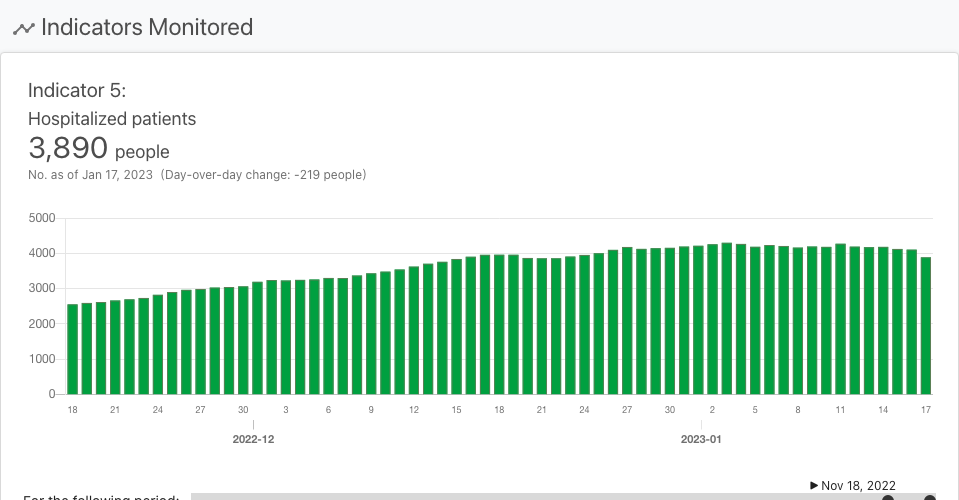 Indicators Monitored
Indicator 5:
Hospitalized patients
3,890 people
No. as of Jan 17, 2023 (Day-over-day change: -219 people)
5000
4000
3000
2000
1000
0
18 21 24 27 30 3 6 9 12 15 18 21 24 27 30 2 5 8 11 14 17
2022-12 2023-01
Nov 18, 2022
For the following period: